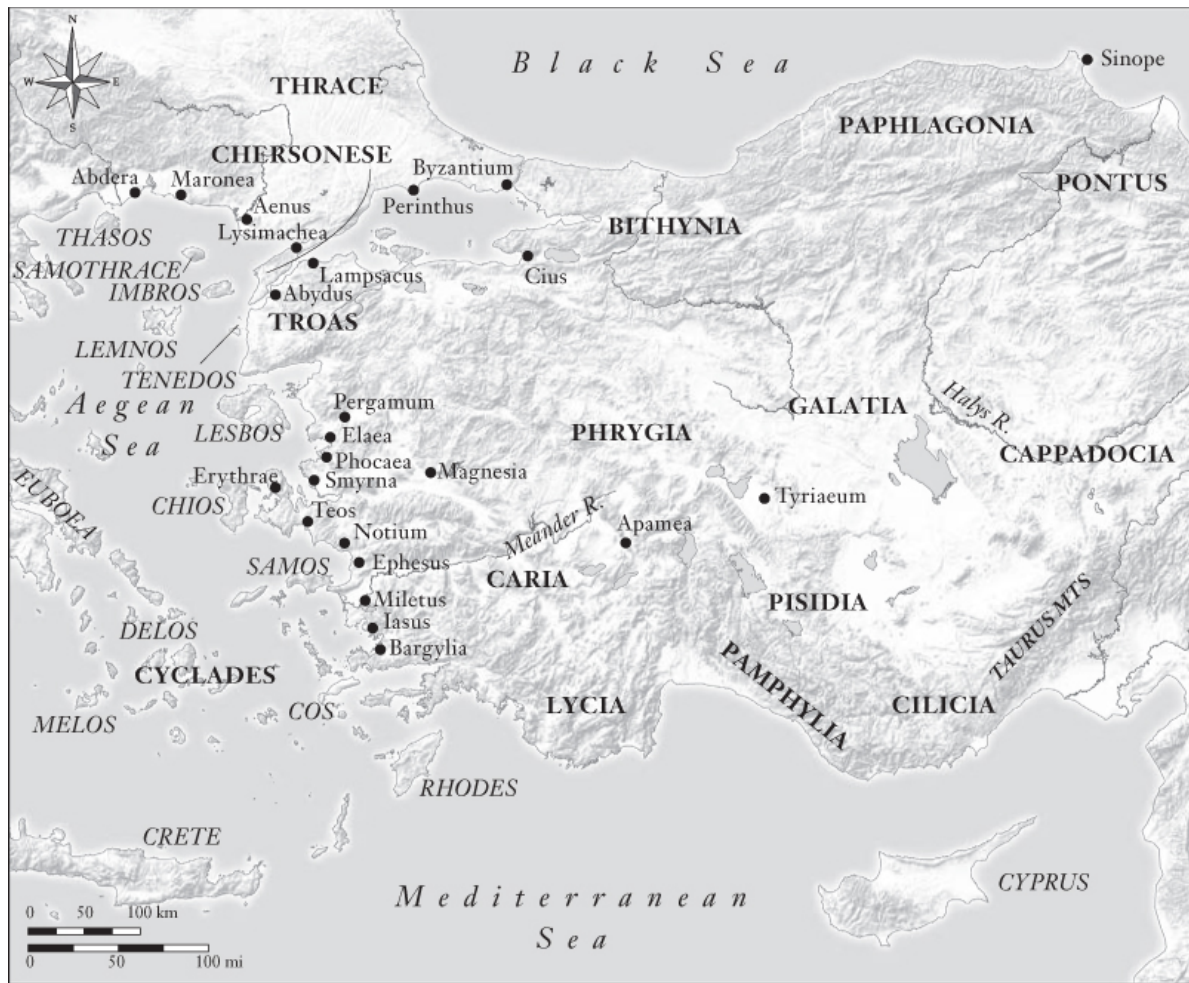 N
W
E
S
Black Sea
Sinope
THRACE
PAPHLAGONIA
CHERSONESE
Byzantium
Abdera
Maronea
PONTUS
Aenus
Perinthus
Lysimachea
BITHYNIA
THASOS
SAMOTHRACE
Lampsacus
Cius
IMBROS
Abydus
TROAS
LEMNOS
TENEDOS
Aegean
Sea
Pergamum
GALATIA
Halys R.
LESBOS
Elaea
PHRYGIA
CAPPADOCIA
Phocaea
Magnesia
Erythrae
Smyrna
EUBOEA
CHIOS
Tyriaeum
Teos
Meander R.
Apamea
Notium
SAMOS
Ephesus
CARIA
Miletus
PISIDIA
TAURUS MTS
Iasus
DELOS
Bargylia
CYCLADES
PAMPHYLIA
LYCIA
CILICIA
COS
MELOS
RHODES
CRETE
CYPRUS
Mediterranean
Sea
0 50 100 km
0 50 100 mi